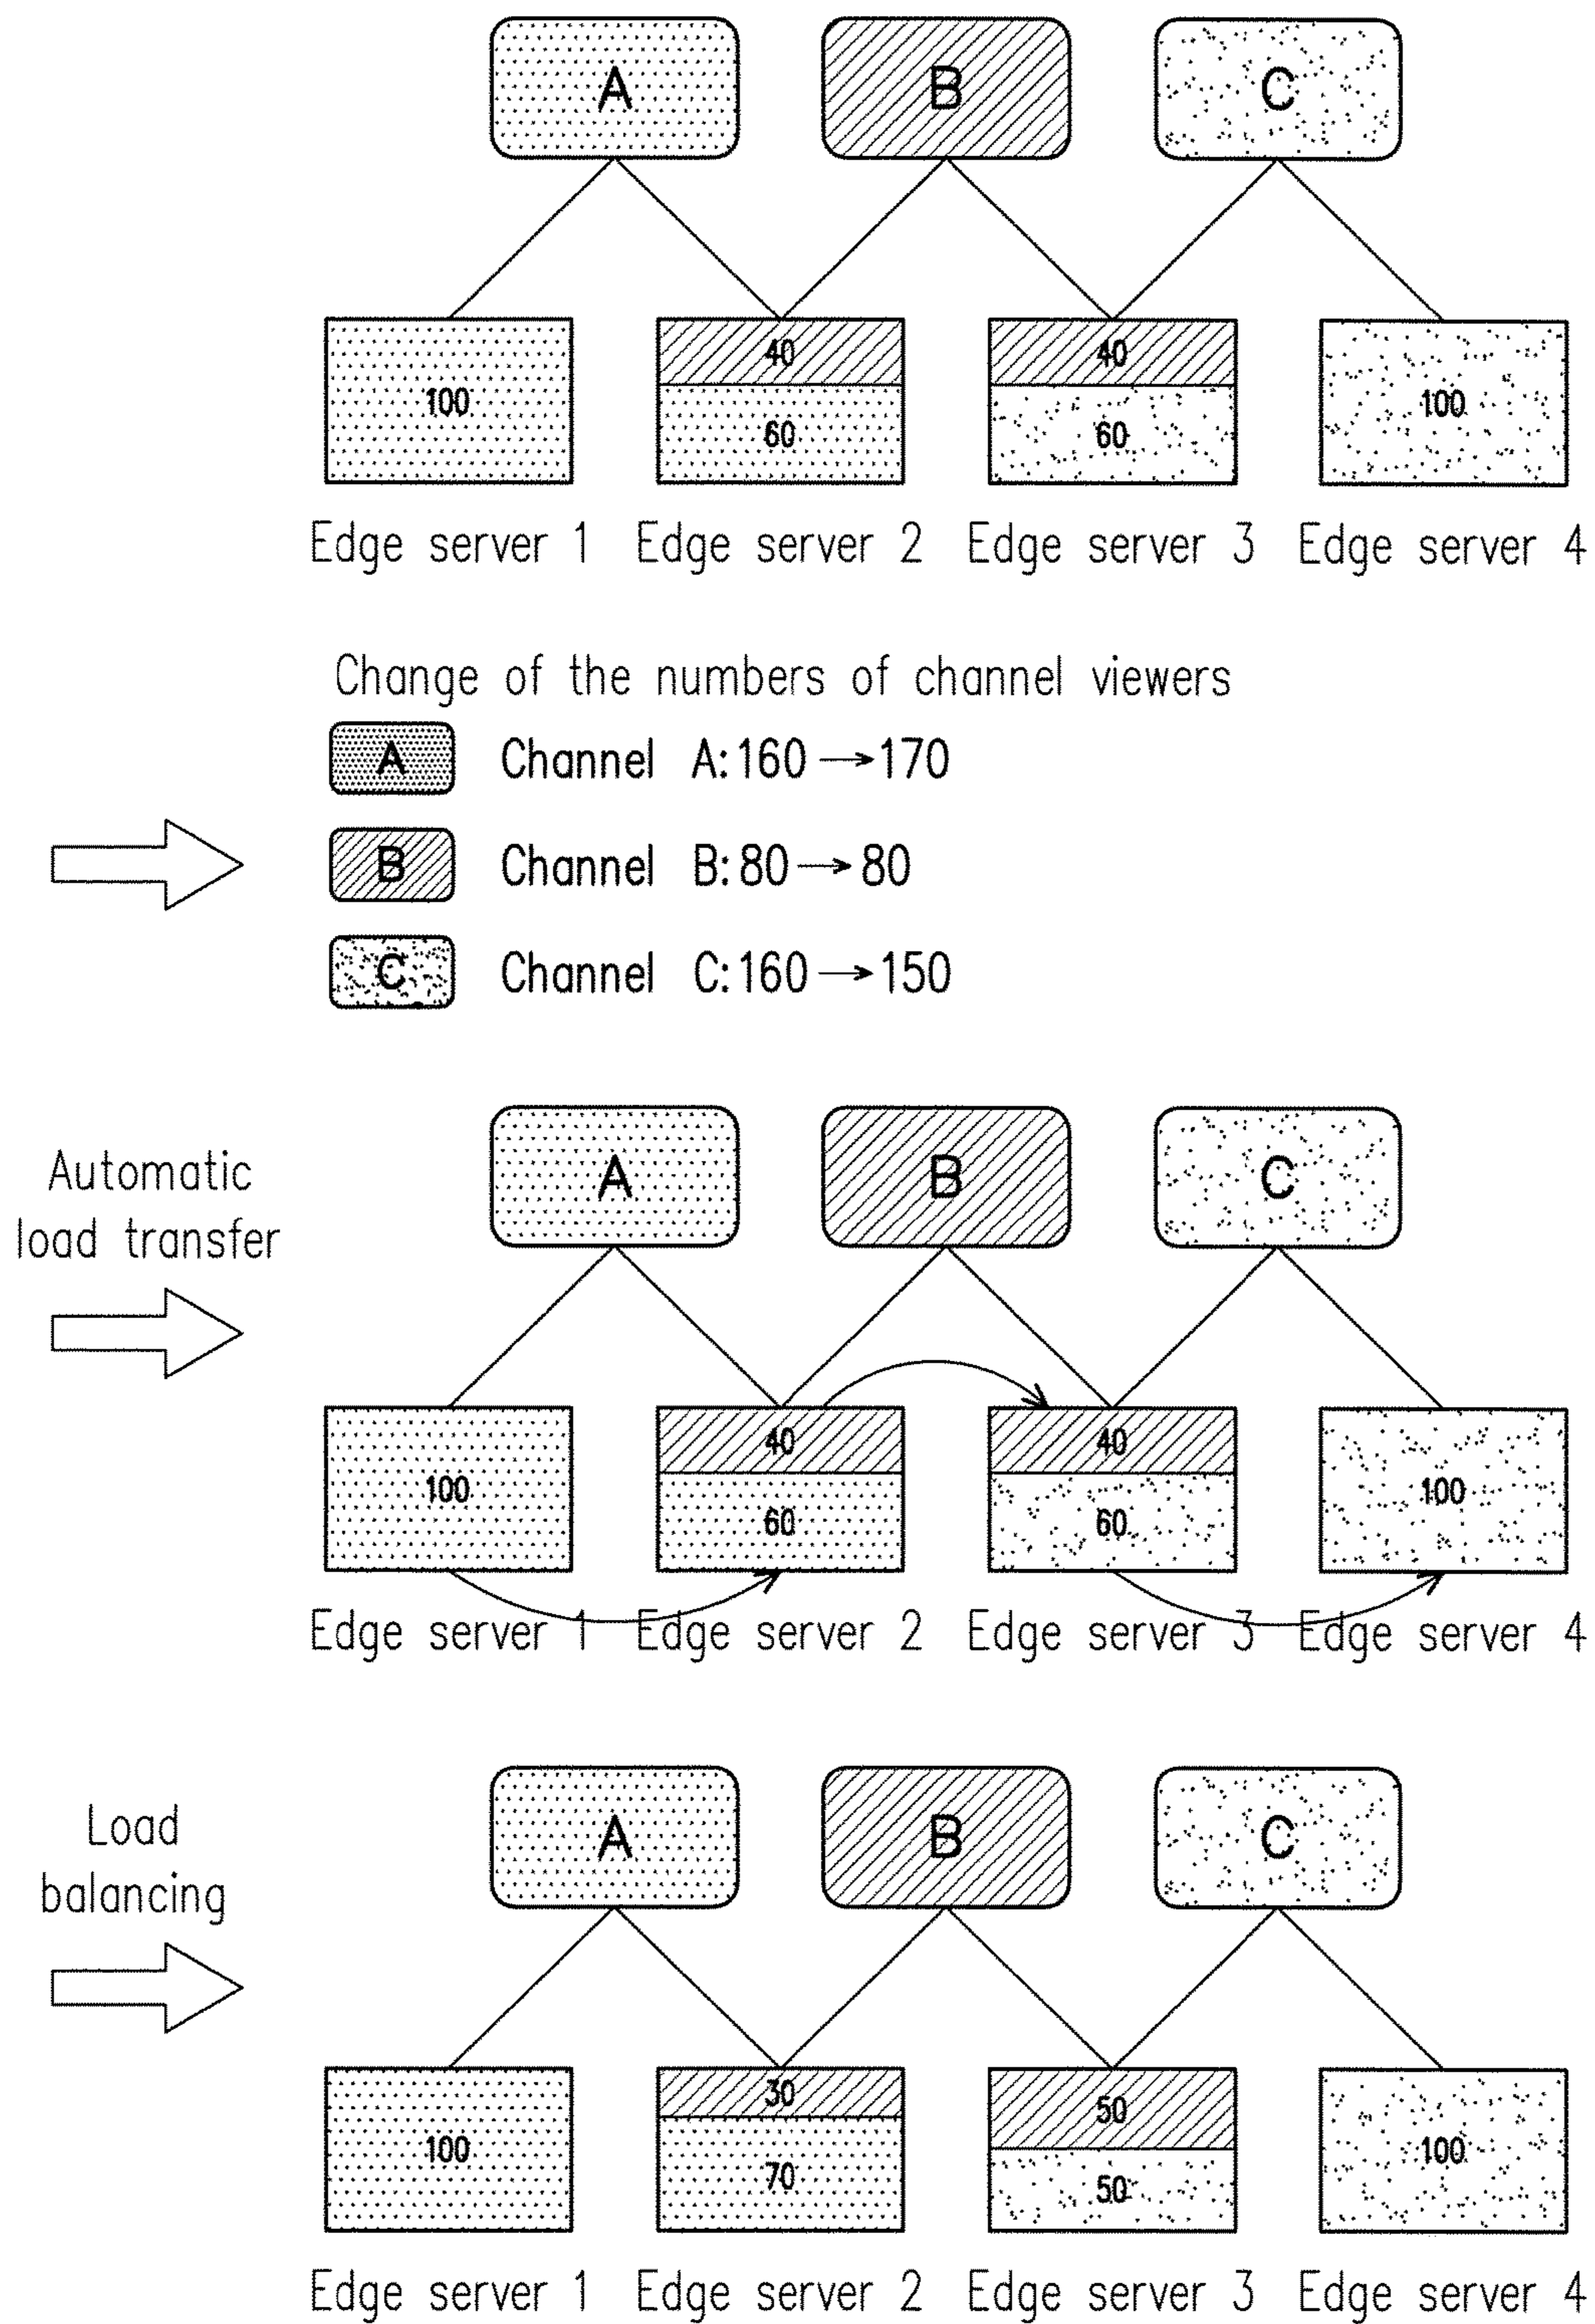 A B C
40 40
100 100
60 60
Edge server 1 Edge server 2 Edge server 3 Edge server 4
Change of the numbers of channel viewers
A Channel A:160→170
B Channel B:80→80
C Channel C:160→150
Automatic
load transfer
A B C
40 40
100 100
60 60
Edge server 1 Edge server 2 Edge server 3 Edge server 4
Load
balancing
A B C
30 50
100 100
70 50
Edge server 1 Edge server 2 Edge server 3 Edge server 4